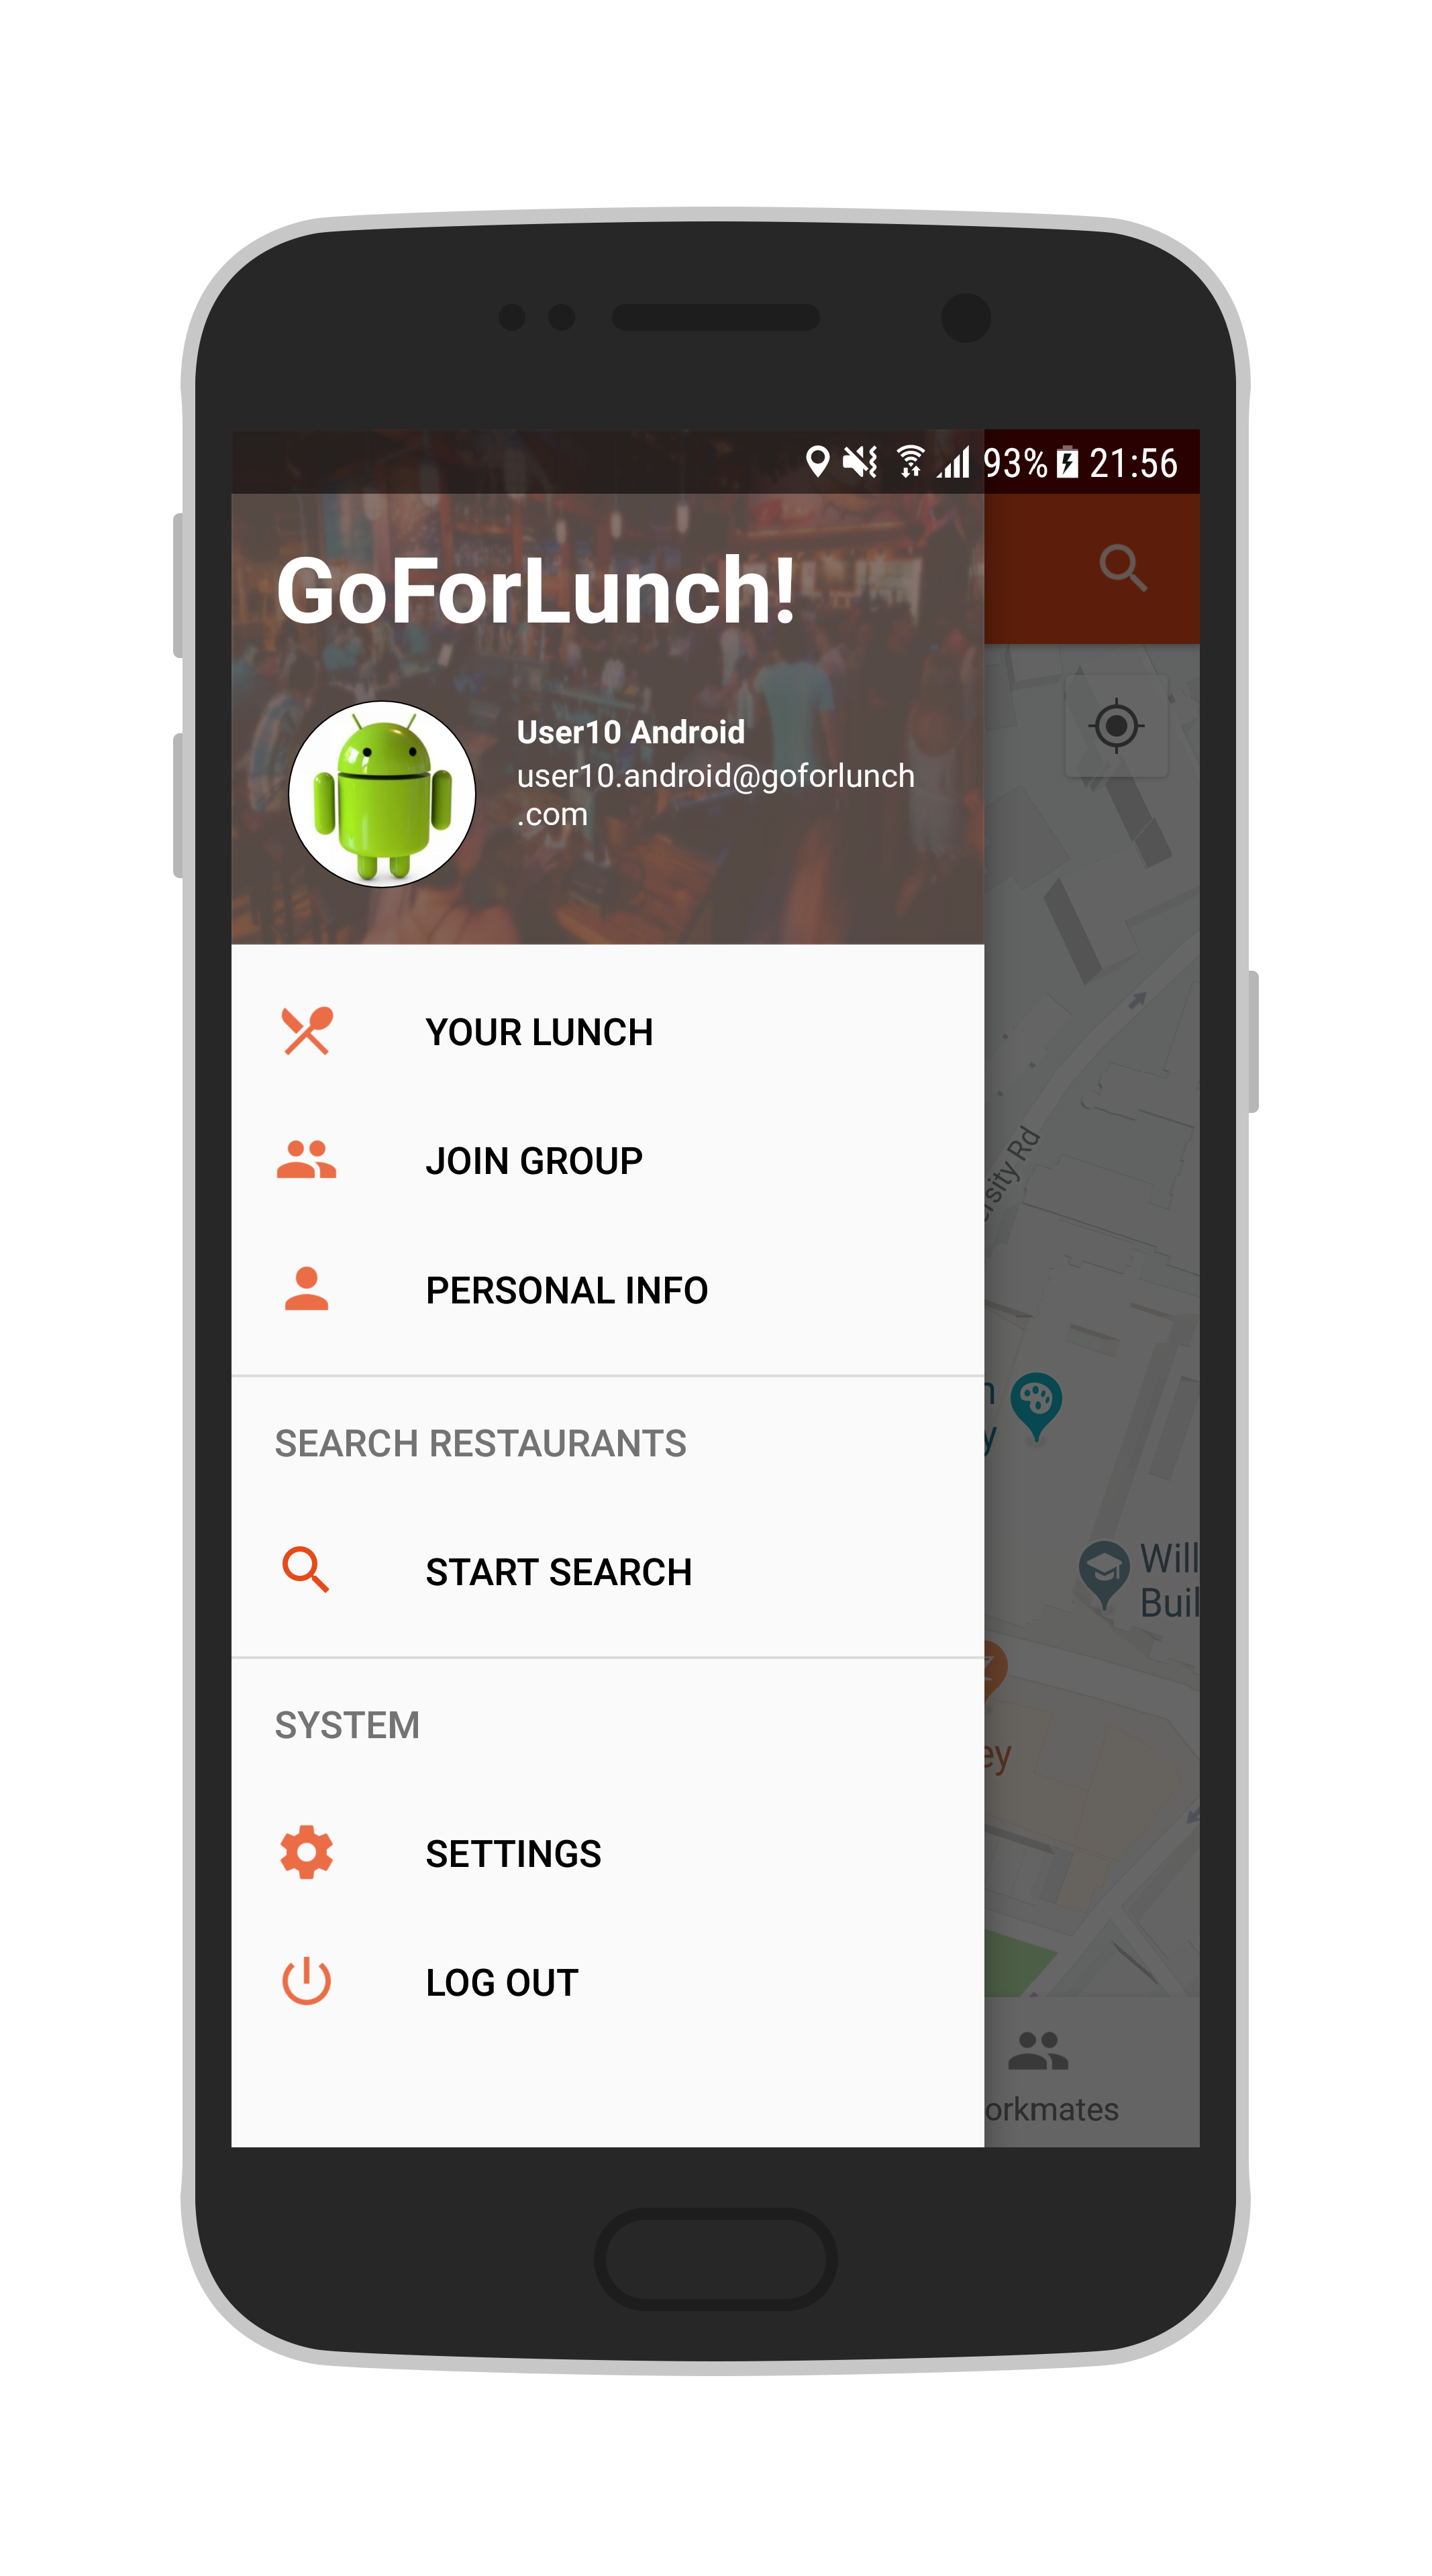 93% 21:56
GoForLunch!
User10 Android
user10.android@goforlunch
.com
YOUR LUNCH
JOIN GROUP
PERSONAL INFO
SEARCH RESTAURANTS
START SEARCH
SYSTEM
SETTINGS
LOG OUT
ersity Rd
n
y
Will
Buil
ey
orkmates